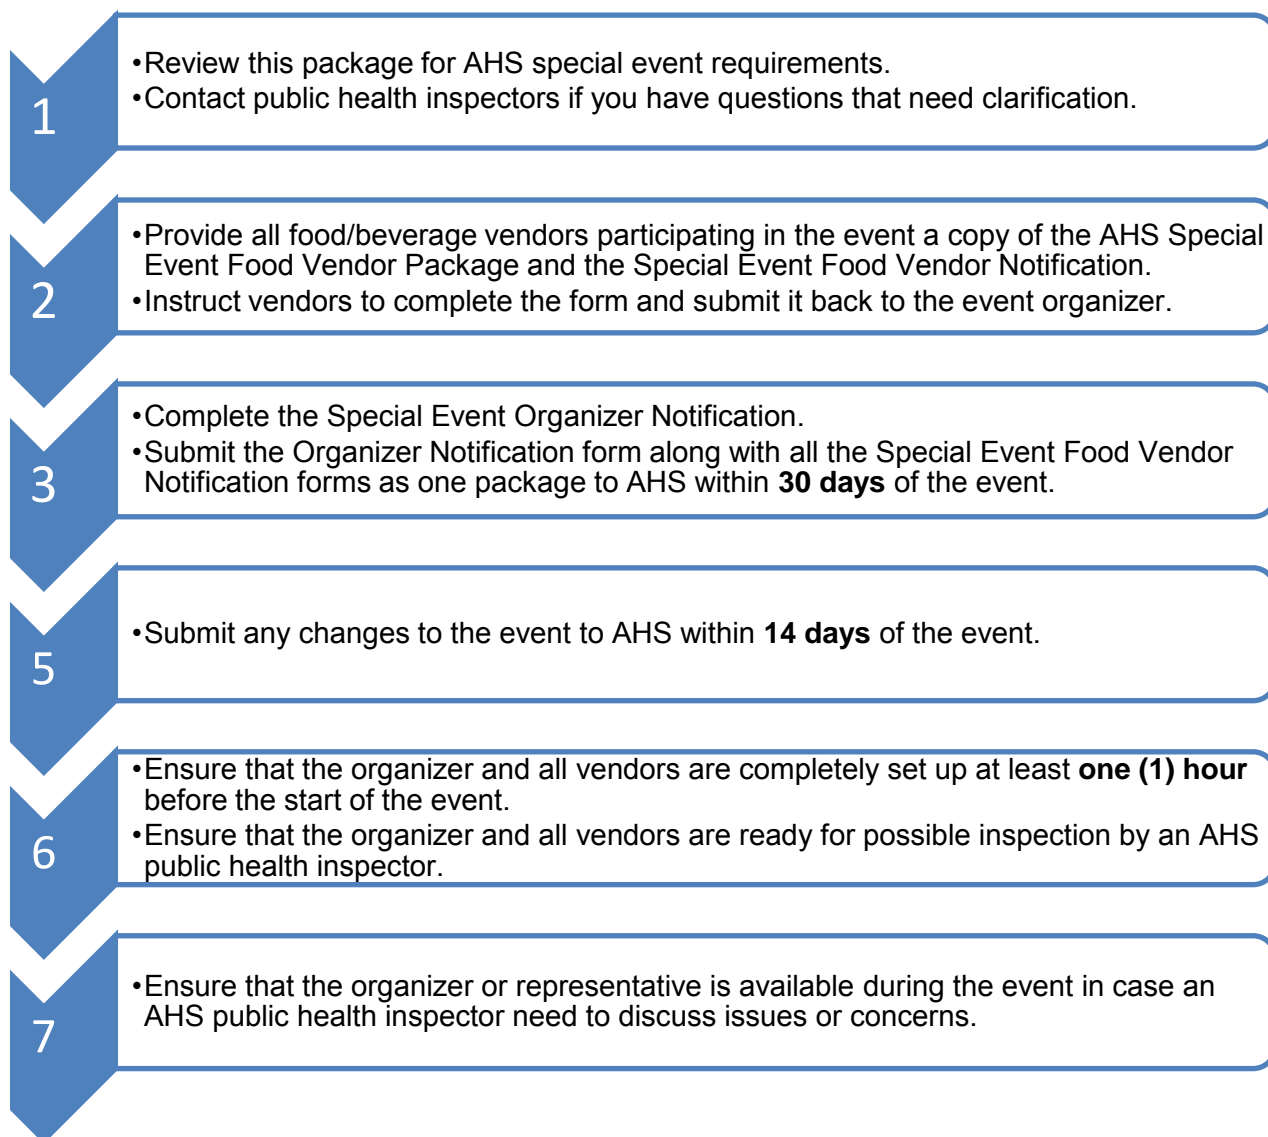 1
•Review this package for AHS special event requirements.
•Contact public health inspectors if you have questions that need clarification.
2
•Provide all food/beverage vendors participating in the event a copy of the AHS Special
Event Food Vendor Package and the Special Event Food Vendor Notification.
•Instruct vendors to complete the form and submit it back to the event organizer.
3
•Complete the Special Event Organizer Notification.
•Submit the Organizer Notification form along with all the Special Event Food Vendor
Notification forms as one package to AHS within 30 days of the event.
5
•Submit any changes to the event to AHS within 14 days of the event.
6
•Ensure that the organizer and all vendors are completely set up at least one (1) hour
before the start of the event.
•Ensure that the organizer and all vendors are ready for possible inspection by an AHS
public health inspector.
7
•Ensure that the organizer or representative is available during the event in case an
AHS public health inspector need to discuss issues or concerns.